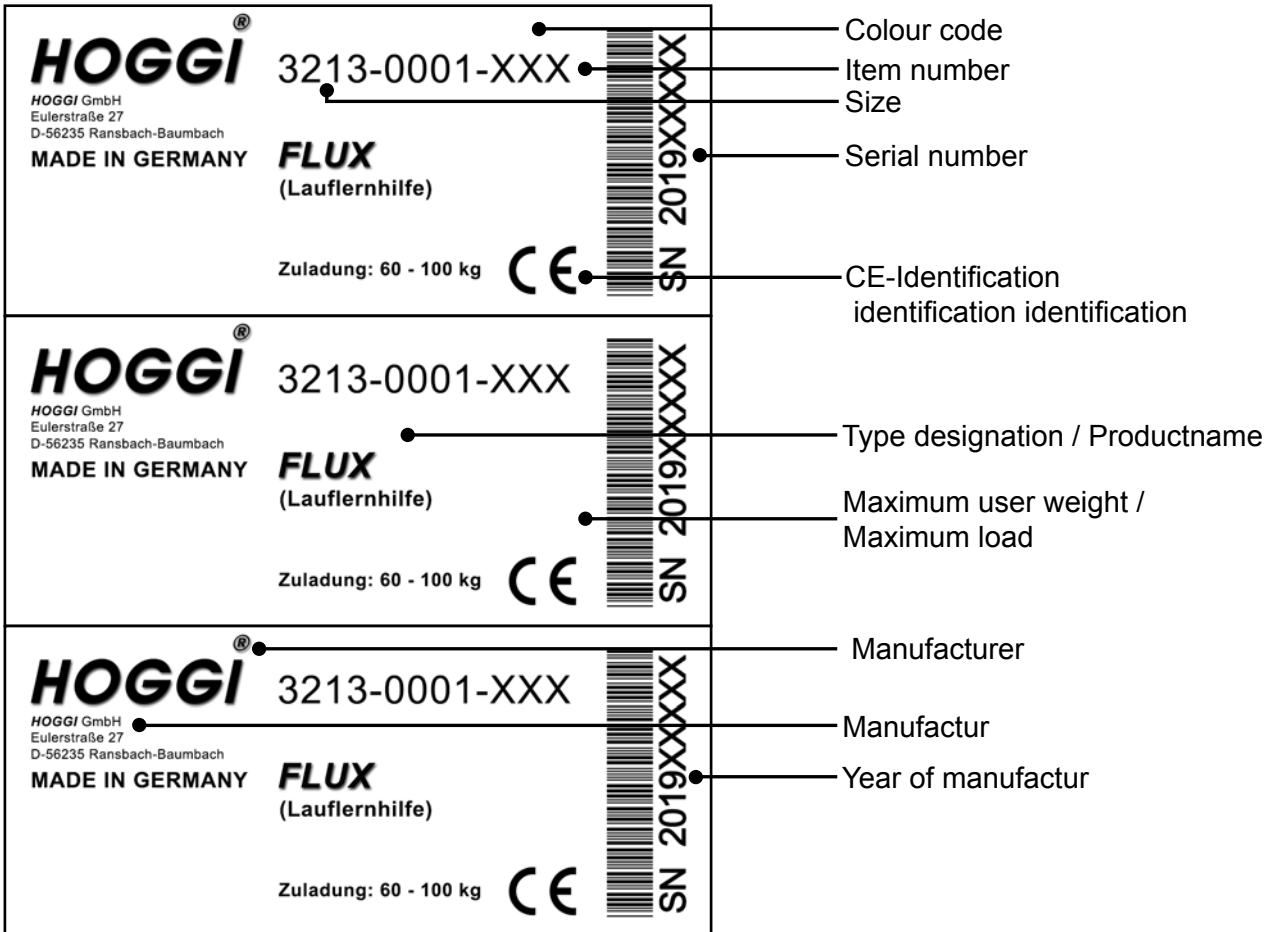 HOGGI®
HOGGI GmbH
Eulerstraße 27
D-56235 Ransbach-Baumbach
MADE IN GERMANY
3213-0001-XXX
FLUX
(Lauflernhilfe)
Zuladung: 60 - 100 kg
CE
SN 2019XXXXXX
Colour code
Item number
Size
Serial number
CE-Identification
identification identification
HOGGI®
HOGGI GmbH
Eulerstraße 27
D-56235 Ransbach-Baumbach
MADE IN GERMANY
3213-0001-XXX
FLUX
(Lauflernhilfe)
Zuladung: 60 - 100 kg
CE
SN 2019XXXXXX
Type designation / Productname
Maximum user weight /
Maximum load
HOGGI®
HOGGI GmbH
Eulerstraße 27
D-56235 Ransbach-Baumbach
MADE IN GERMANY
3213-0001-XXX
FLUX
(Lauflernhilfe)
Zuladung: 60 - 100 kg
CE
SN 2019XXXXXX
Manufacturer
Manufactur
Year of manufactur